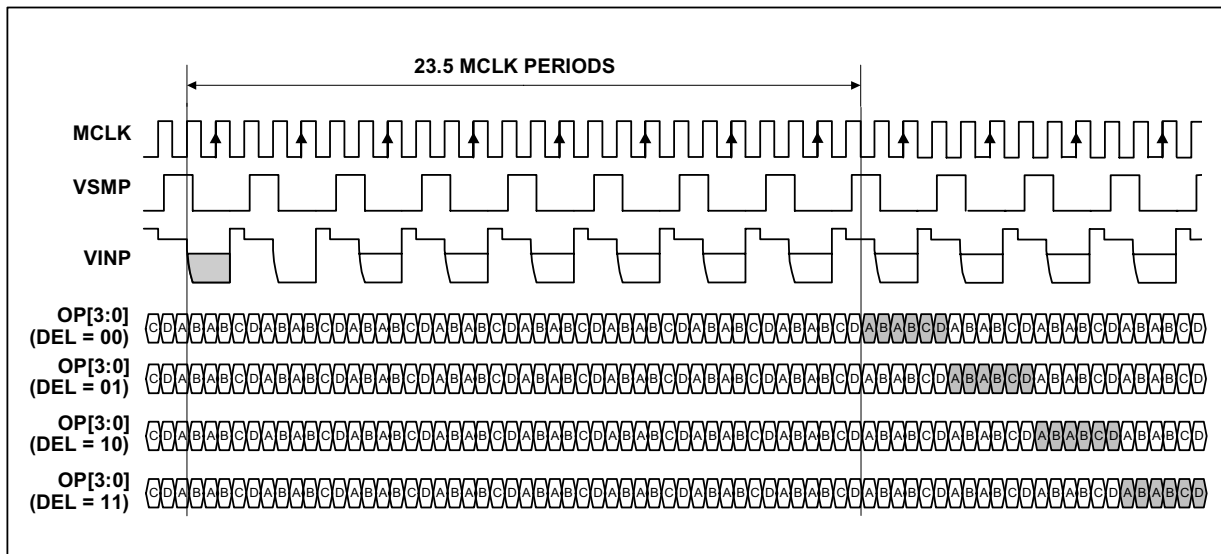 23.5 MCLK PERIODS
MCLK
VSMP
VINP
OP[3:0]
(DEL = 00)
C D A B A B C D A B A B C D A B A B C D A B A B C D A B A B C D A B A B C D A B A B C D A B A B C D A B A B C D A B A B C D A B A B C D A B A B C D
OP[3:0]
(DEL = 01)
C D A B A B C D A B A B C D A B A B C D A B A B C D A B A B C D A B A B C D A B A B C D A B A B C D A B A B C D A B A B C D A B A B C D A B A B C D
OP[3:0]
(DEL = 10)
C D A B A B C D A B A B C D A B A B C D A B A B C D A B A B C D A B A B C D A B A B C D A B A B C D A B A B C D A B A B C D A B A B C D A B A B C D
OP[3:0]
(DEL = 11)
C D A B A B C D A B A B C D A B A B C D A B A B C D A B A B C D A B A B C D A B A B C D A B A B C D A B A B C D A B A B C D A B A B C D A B A B C D